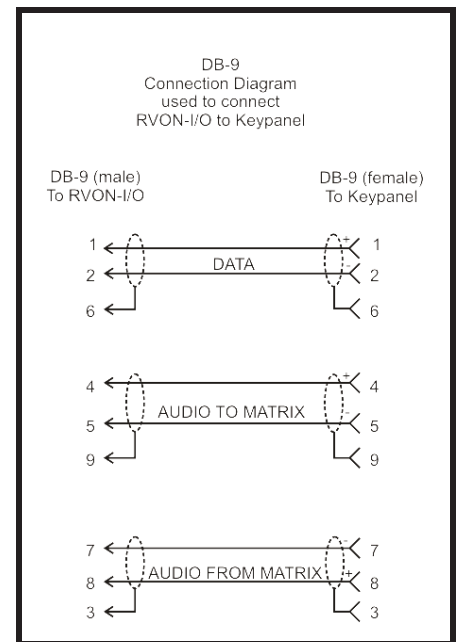 DB-9
Connection Diagram
used to connect
RVON-I/O to Keypanel
DB-9 (male)
To RVON-I/O
DB-9 (female)
To Keypanel
1 + 1
2 DATA - 2
6 6
4 + 4
5 AUDIO TO MATRIX - 5
9 9
7 - 7
8 AUDIO FROM MATRIX + 8
3 3